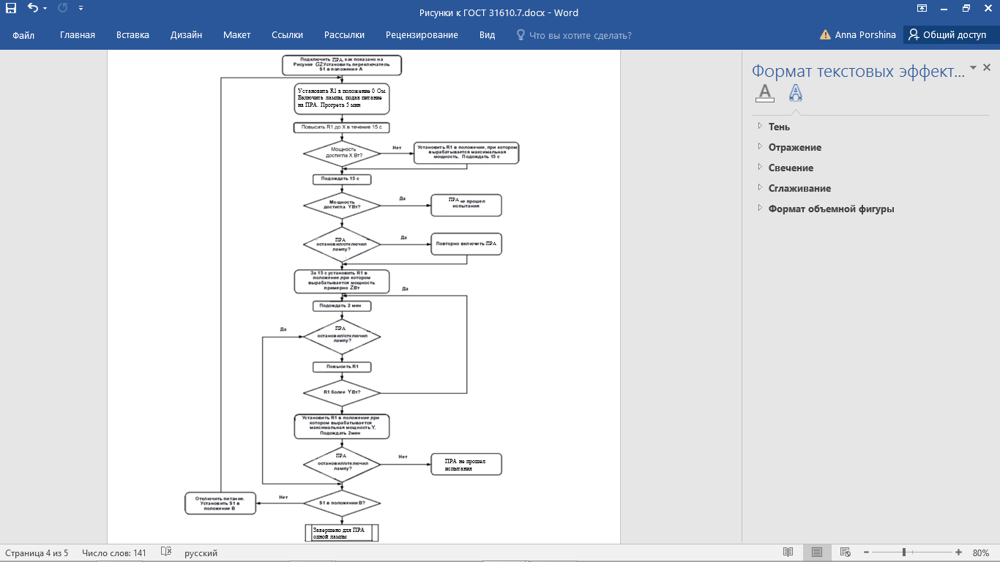 Рисунки к ГОСТ 31610.7.docx - Word
Файл
Главная
Вставка
Дизайн
Макет
Ссылки
Рассылки
Рецензирование
Вид
Что вы хотите сделать?
Anna Porshina
Общий доступ
Подключить ПРА, как показано на
Рисунке G2.Установить переключатель
S1 в положение A
Установить R1 в положение 0 Ом.
Включить лампы, подав питание
на ПРА. Прогреть 5 мин
Повысить R1 до X в течение 15 с
Мощность
достигла X Вт?
Нет
Установить R1 в положение, при котором
вырабатывается максимальная
мощность. Подождать 15 с
Подождать 15 с
Мощность
достигла YВт?
Да
ПРА не прошел
испытания
ПРА
остановил/отключил
лампу?
Да
Повторно включить ПРА
За 15 с установить R1 в
положение,при котором
вырабатывается мощность
примерно ZВт
Да
Подождать 2 мин
Да
ПРА
остановил/отключил
лампу?
Повысить R1
R1 более YВт?
Установить R1 в положение,при
котором вырабатывается
максимальная мощность Y.
Подождать 2мин
ПРА
остановил/отключил
лампу?
Нет
ПРА не прошел
испытания
Отключить питание.
Установить S1 в
положение B
Нет
S1 в положении B?
Завершено для ПРА
одной лампы
Формат текстовых эффект...
Тень
Отражение
Свечение
Сглаживание
Формат объемной фигуры
Страница 4 из 5
Число слов: 141
русский
80%